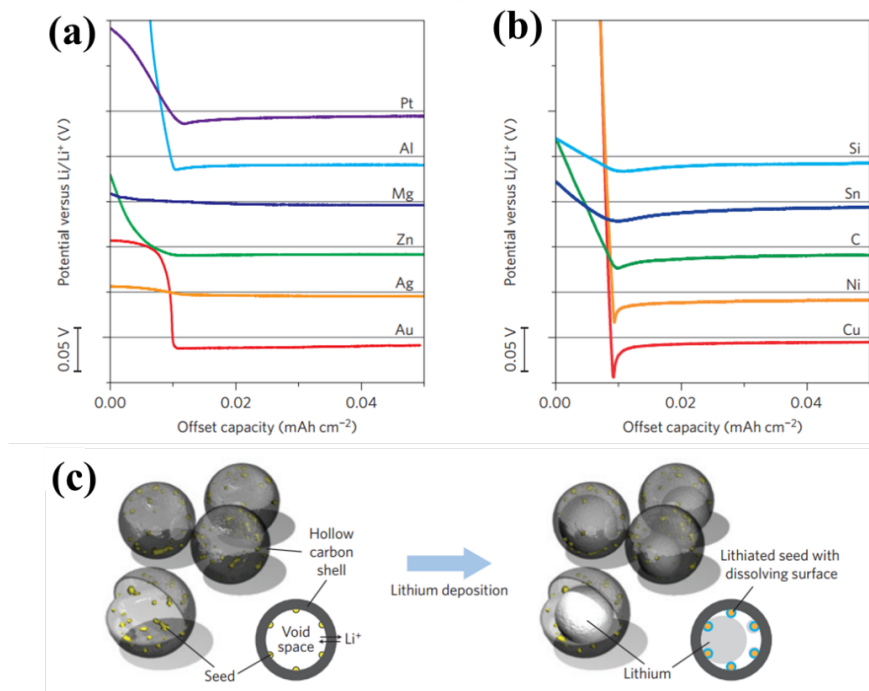 (a)
Potential versus Li/Li⁺ (V)
0.05 V
Pt
Al
Mg
Zn
Ag
Au
0.00
0.02
0.04
Offset capacity (mAh cm⁻²)
(b)
Potential versus Li/Li⁺ (V)
0.05 V
Si
Sn
C
Ni
Cu
0.00
0.02
0.04
Offset capacity (mAh cm⁻²)
(c)
Hollow
carbon
shell
Void
space
Li⁺
Seed
Lithium deposition
Lithiated seed with
dissolving surface
Lithium